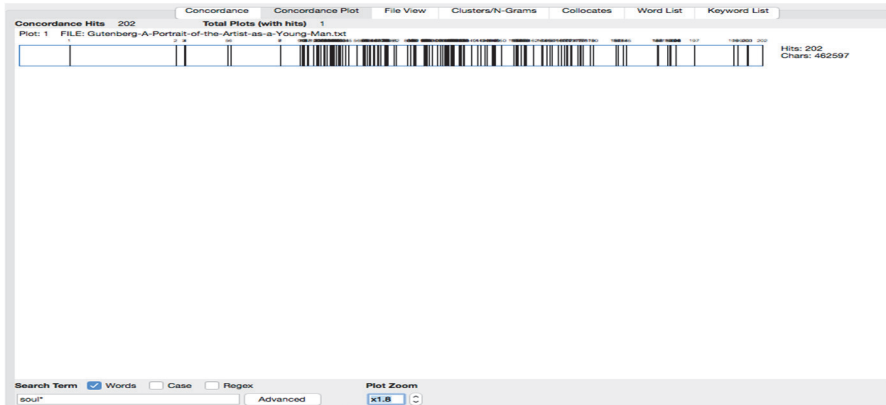 Concordance Concordance Plot File View Clusters/N-Grams Collocates Word List Keyword List
Concordance Hits 202 Total Plots (with hits) 1
Plot: 1 FILE: Gutenberg-A-Portrait-of-the-Artist-as-a-Young-Man.txt
Hits: 202
Chars: 462597
Search Term Words Case Regex Plot Zoom
soul* Advanced x1.8